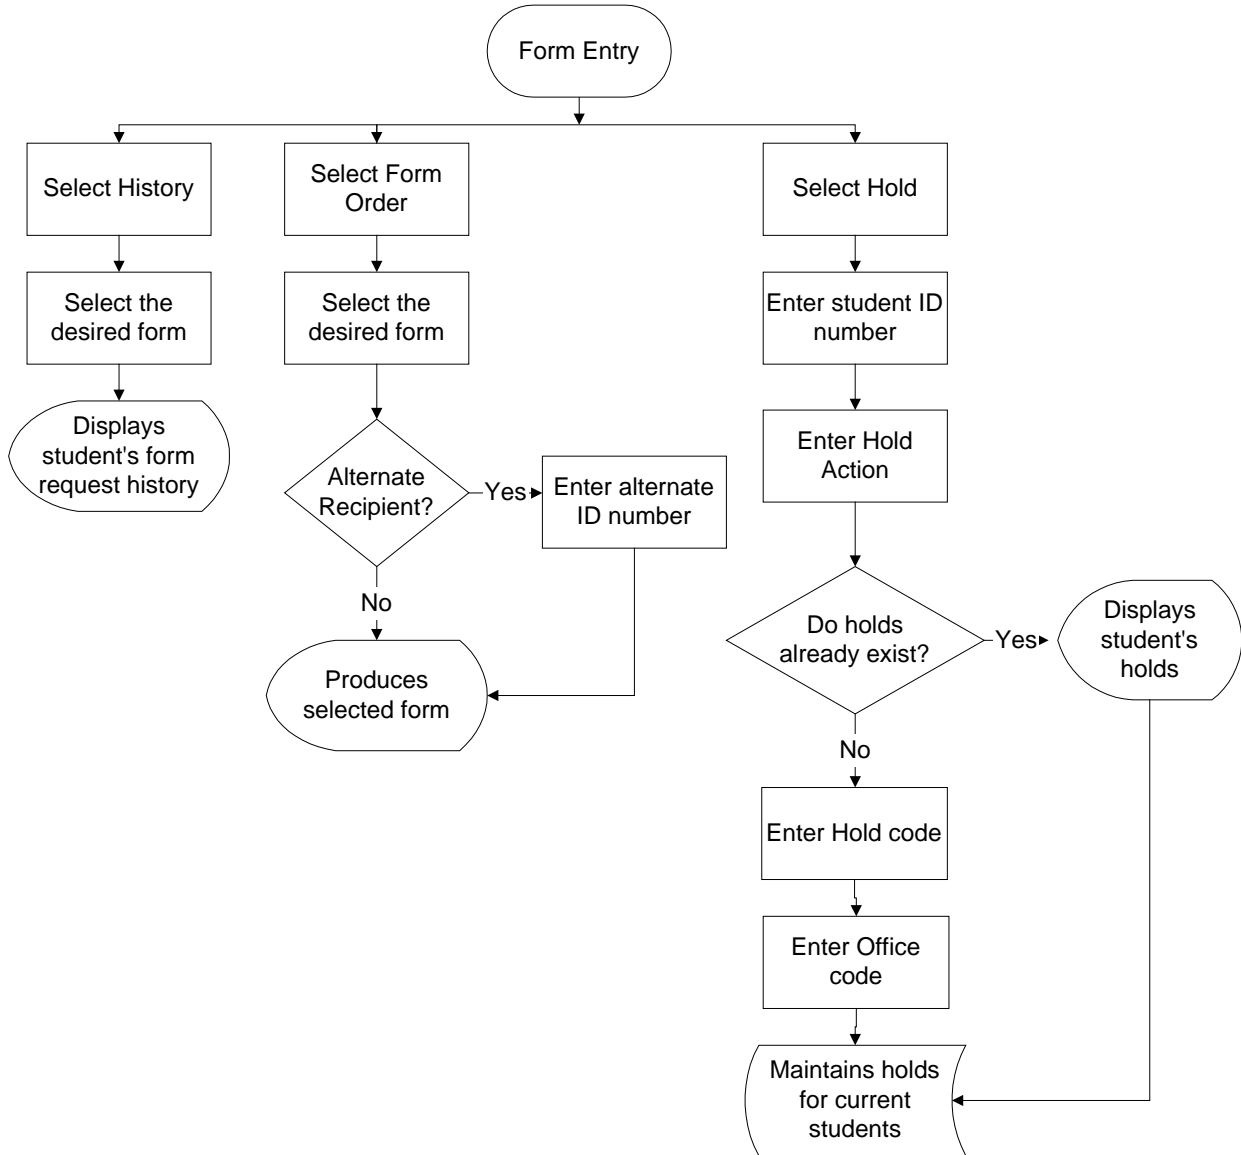 Form Entry
Select History
Select Form
Order
Select Hold
Select the
desired form
Select the
desired form
Enter student ID
number
Displays
student's form
request history
Alternate
Recipient?
Yes
Enter alternate
ID number
Enter Hold
Action
No
Produces
selected form
Do holds
already exist?
Yes
Displays
student's
holds
No
Enter Hold code
Enter Office
code
Maintains holds
for current
students